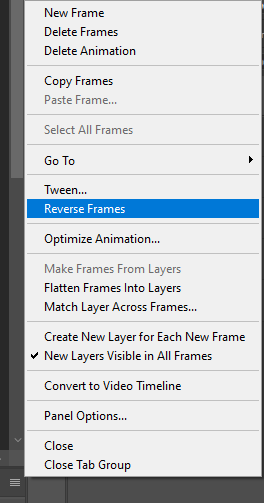 New Frame
Delete Frames
Delete Animation
Copy Frames
Paste Frame...
Select All Frames
Go To
Tween...
Reverse Frames
Optimize Animation...
Make Frames From Layers
Flatten Frames Into Layers
Match Layer Across Frames...
Create New Layer for Each New Frame
New Layers Visible in All Frames
Convert to Video Timeline
Panel Options...
Close
Close Tab Group